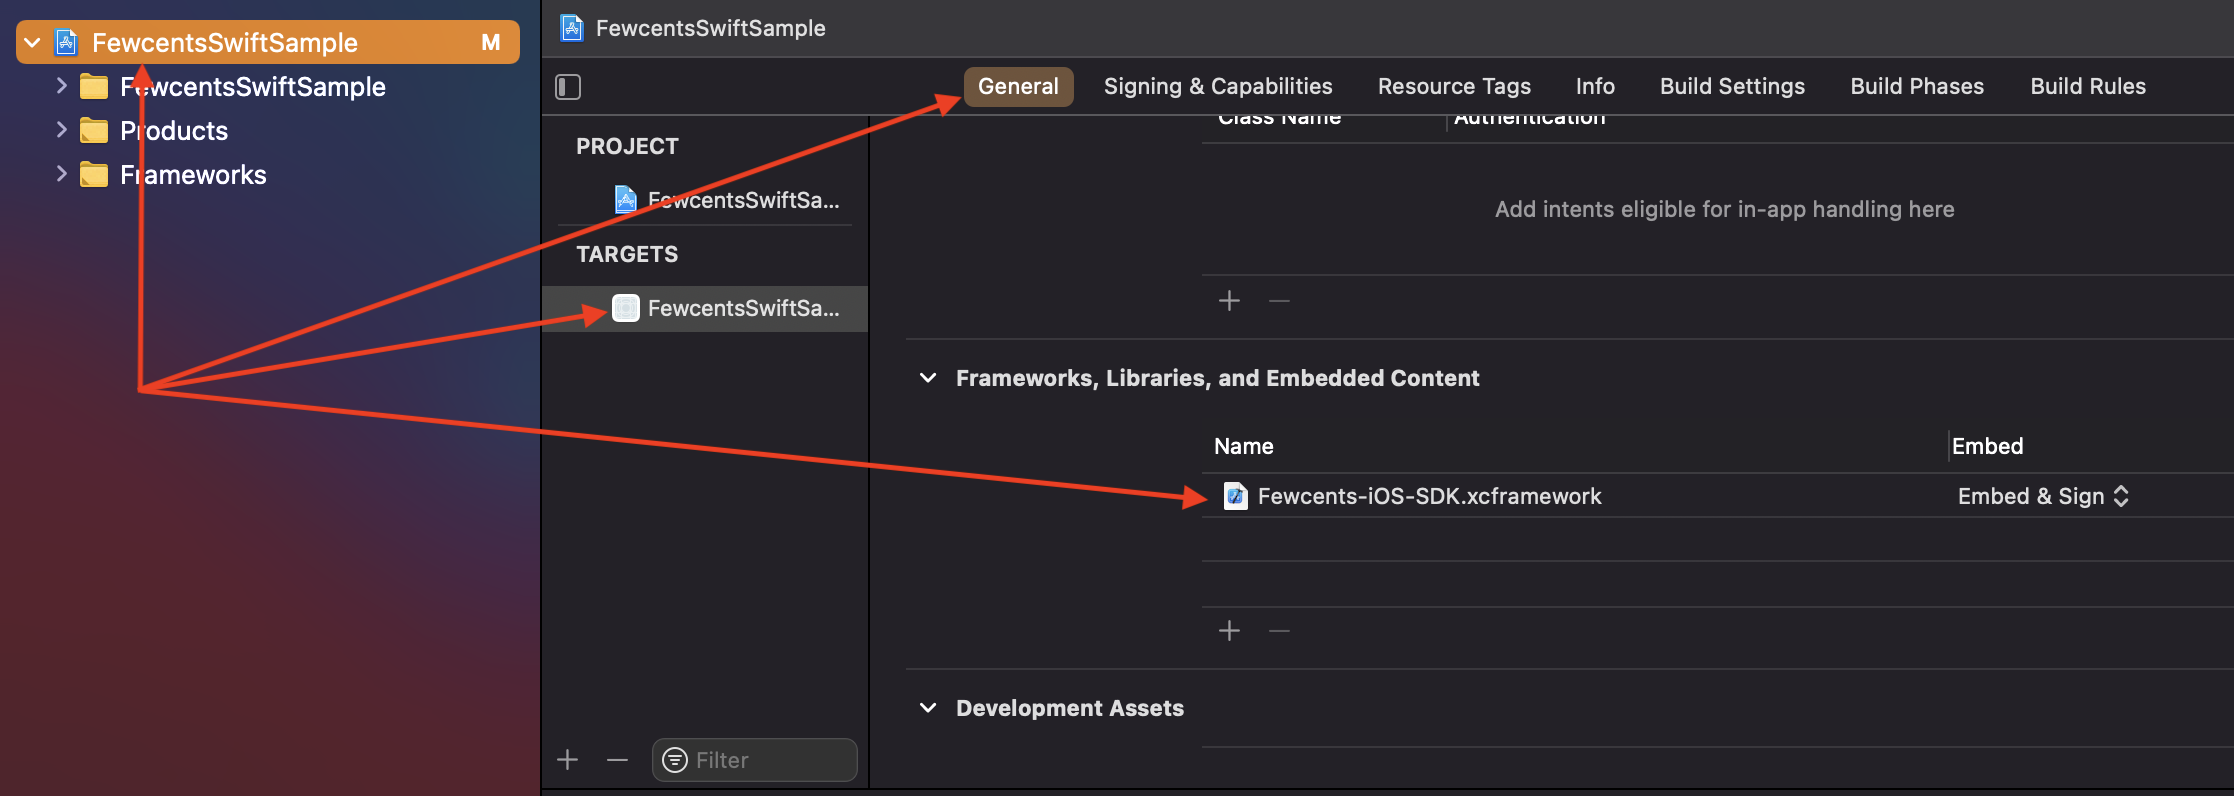 FewcentsSwiftSample M
FewcentsSwiftSample
Products
Frameworks
FewcentsSwiftSample
General Signing & Capabilities Resource Tags Info Build Settings Build Phases Build Rules
PROJECT
FewcentsSwiftSa...
TARGETS
FewcentsSwiftSa...
Filter
Class Name Authentication
Add intents eligible for in-app handling here
Frameworks, Libraries, and Embedded Content
Name Embed
Fewcents-iOS-SDK.xcframework Embed & Sign
Development Assets